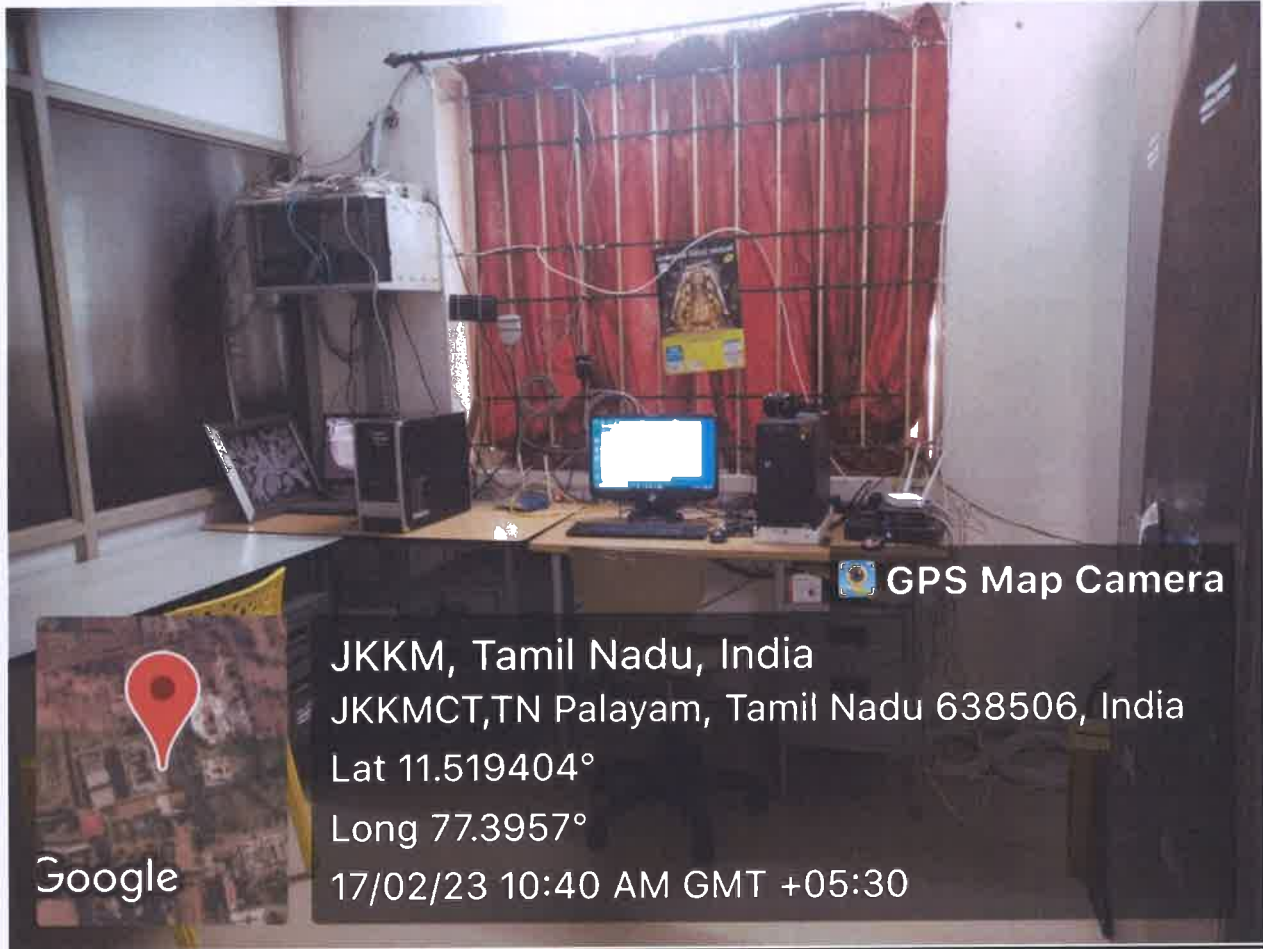 GPS Map Camera
JKKM, Tamil Nadu, India
JKKMCT,TN Palayam, Tamil Nadu 638506, India
Lat 11.519404°
Long 77.3957°
17/02/23 10:40 AM GMT +05:30
Google